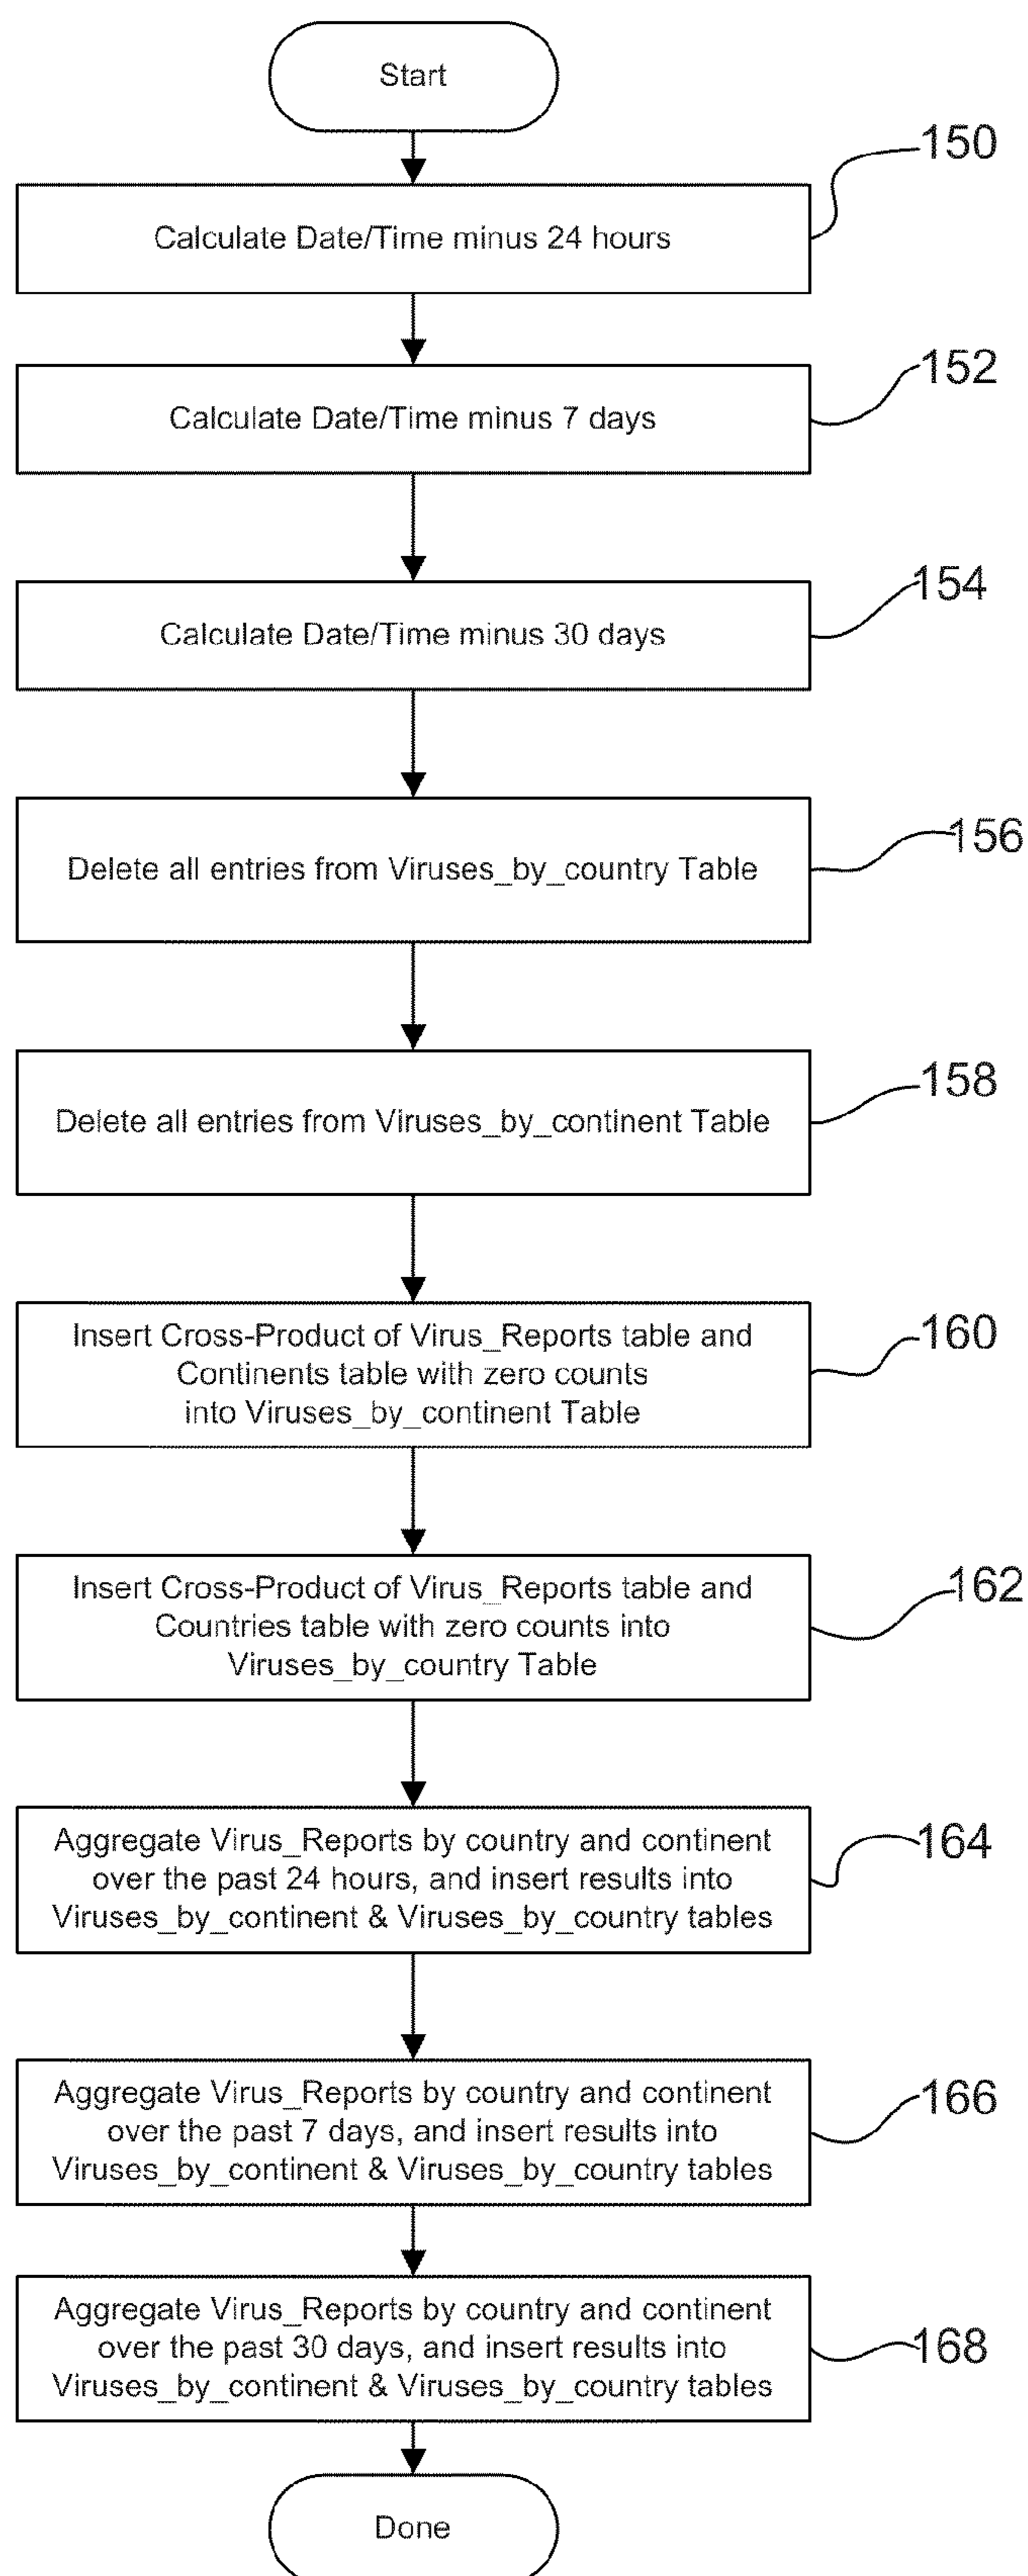 Start
150
Calculate Date/Time minus 24 hours
152
Calculate Date/Time minus 7 days
154
Calculate Date/Time minus 30 days
156
Delete all entries from Viruses_by_country Table
158
Delete all entries from Viruses_by_continent Table
160
Insert Cross-Product of Virus_Reports table and
Continents table with zero counts
into Viruses_by_continent Table
162
Insert Cross-Product of Virus_Reports table and
Countries table with zero counts into
Viruses_by_country Table
164
Aggregate Virus_Reports by country and continent
over the past 24 hours, and insert results into
Viruses_by_continent & Viruses_by_country tables
166
Aggregate Virus_Reports by country and continent
over the past 7 days, and insert results into
Viruses_by_continent & Viruses_by_country tables
168
Aggregate Virus_Reports by country and continent
over the past 30 days, and insert results into
Viruses_by_continent & Viruses_by_country tables
Done